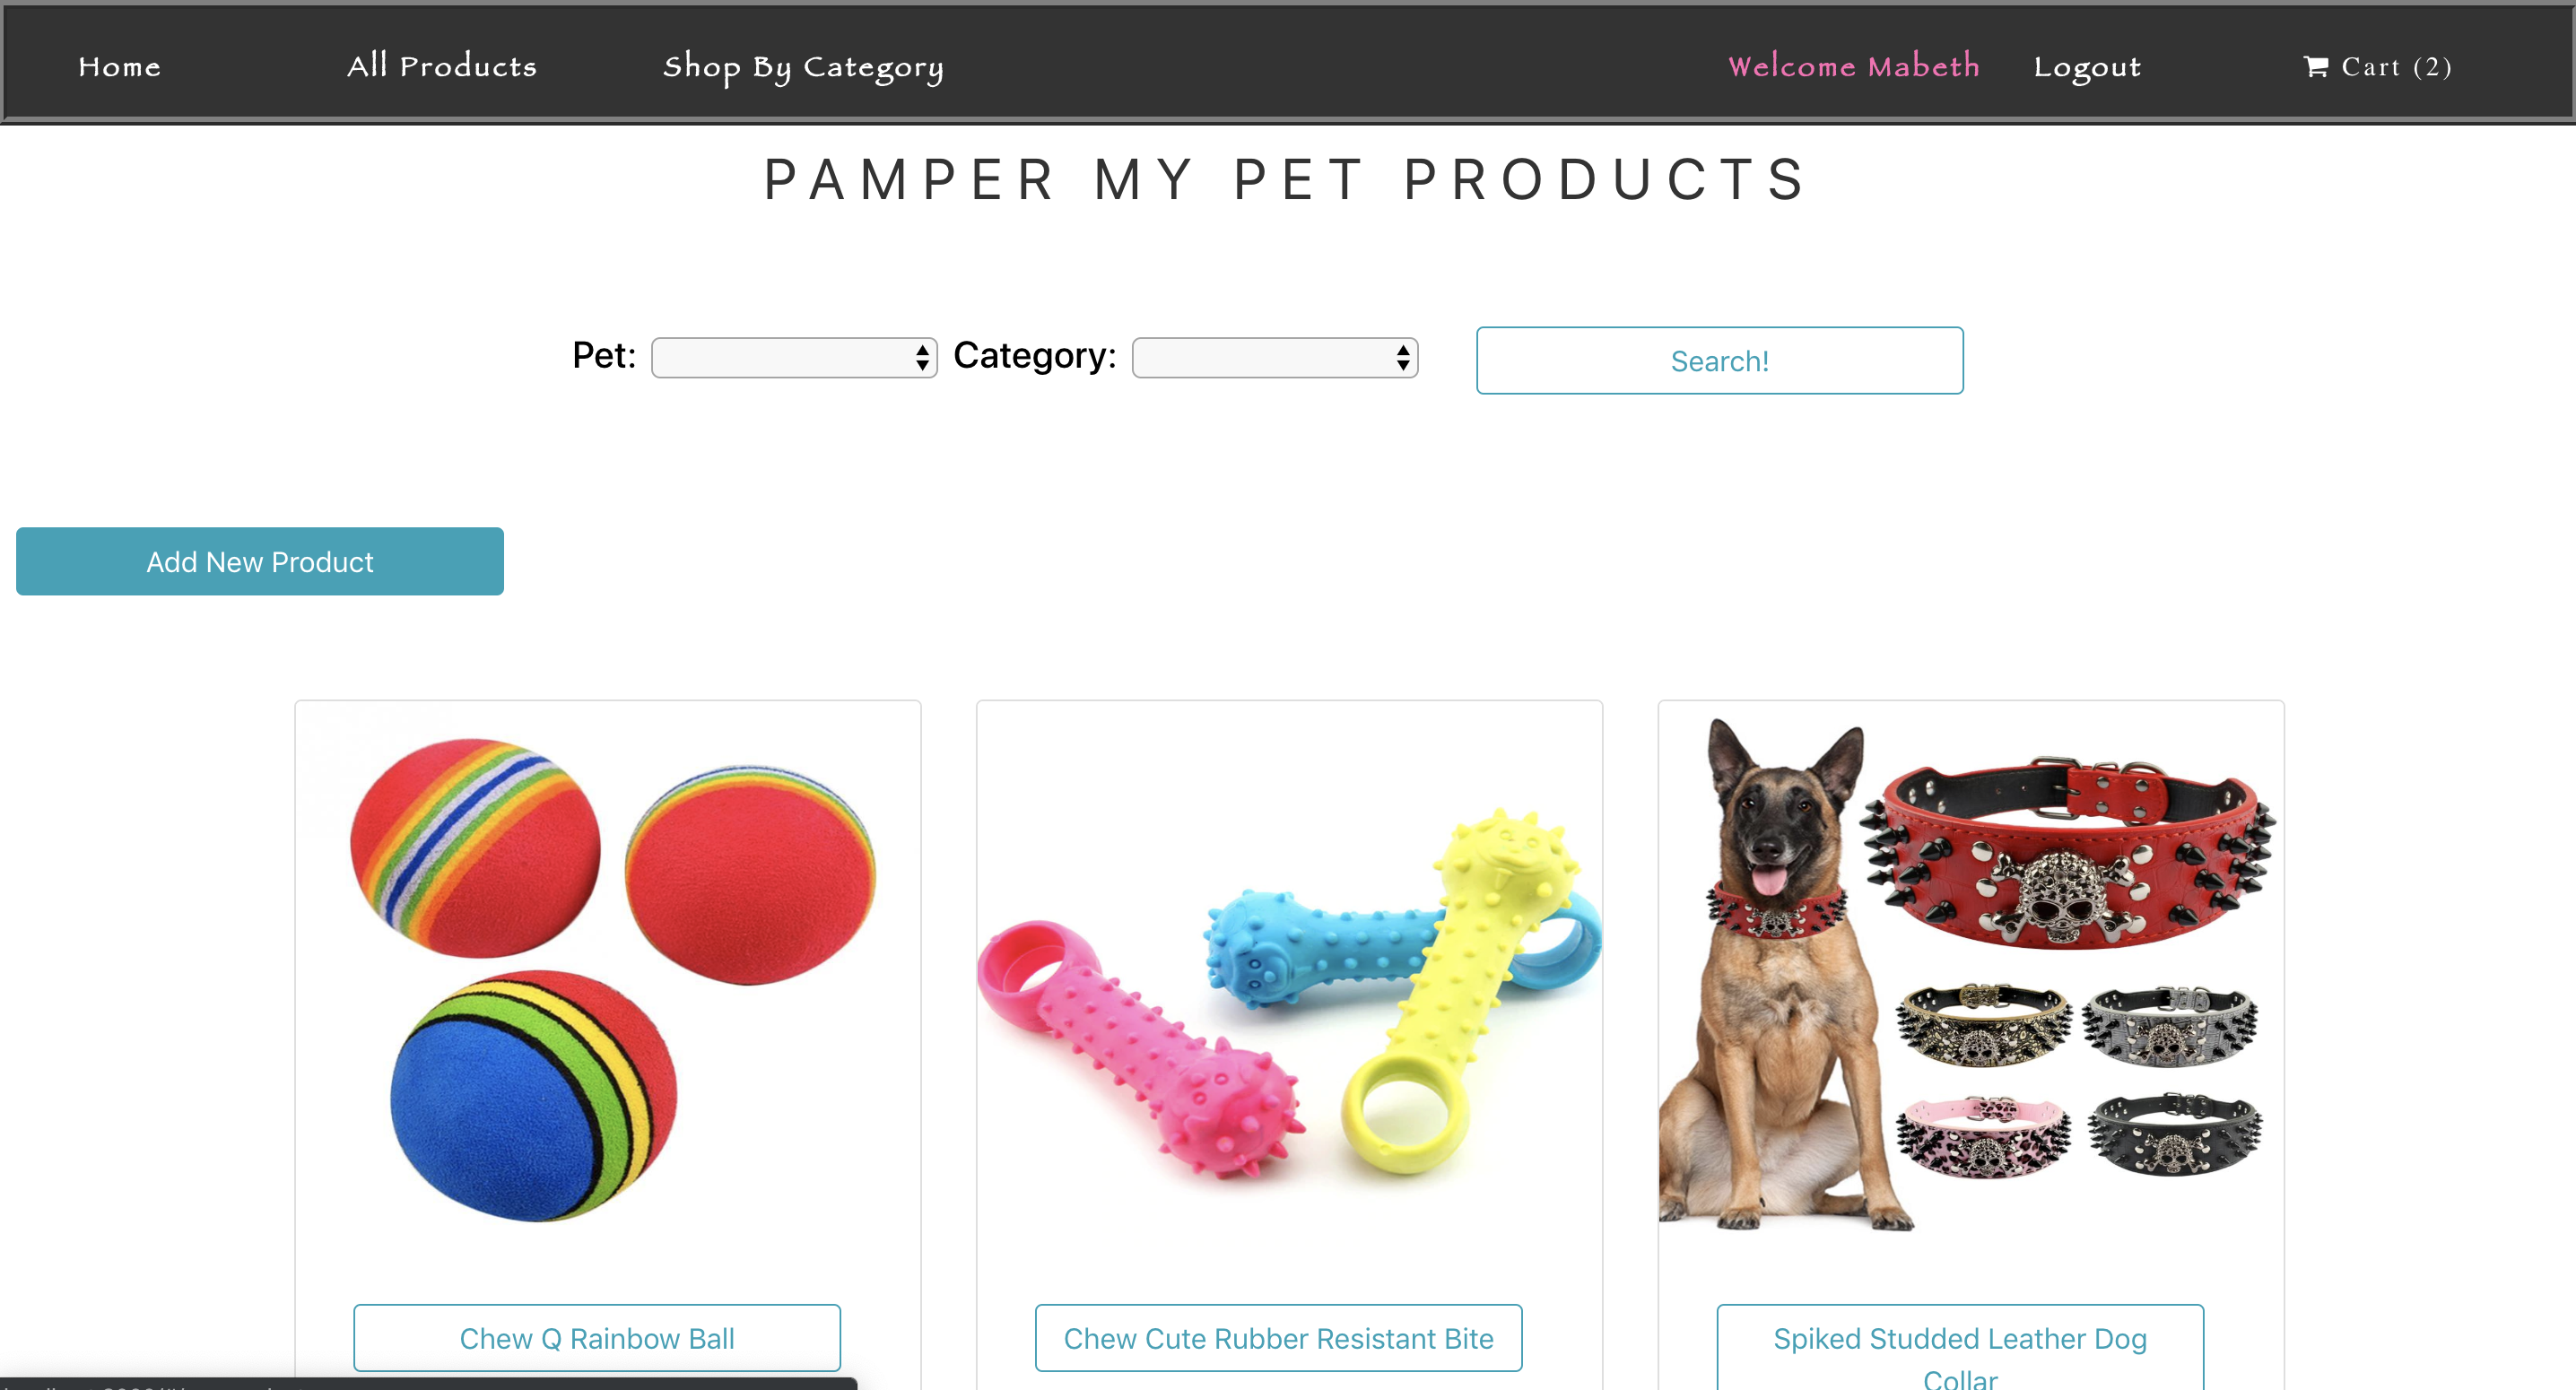 Home All Products Shop By Category Welcome Mabeth Logout Cart (2)
PAMPER MY PET PRODUCTS
Pet: Category: Search!
Add New Product
Chew Q Rainbow Ball Chew Cute Rubber Resistant Bite Spiked Studded Leather Dog
Collar